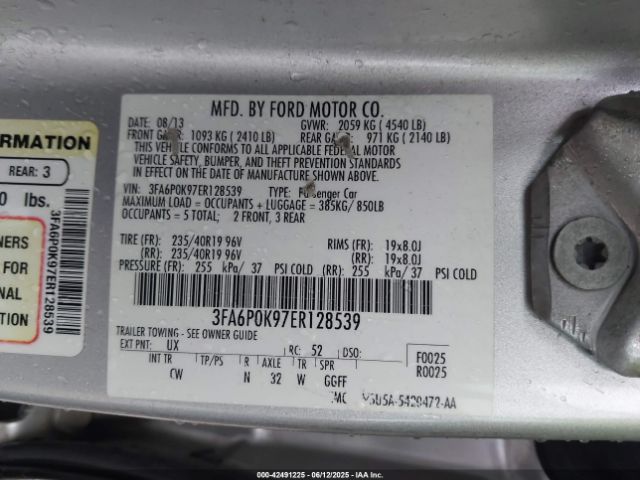 MFD. BY FORD MOTOR CO.
DATE: 08/13 GVWR: 2059 KG ( 4540 LB)
FRONT GAWR: 1093 KG ( 2410 LB) REAR GAWR: 971 KG ( 2140 LB)
THIS VEHICLE CONFORMS TO ALL APPLICABLE FEDERAL MOTOR
VEHICLE SAFETY, BUMPER, AND THEFT PREVENTION STANDARDS
IN EFFECT ON THE DATE OF MANUFACTURE SHOWN ABOVE.
VIN: 3FA6P0K97ER128539 TYPE: Passenger Car
MAXIMUM LOAD = OCCUPANTS + LUGGAGE = 385KG/ 850LB
OCCUPANTS = 5 TOTAL; 2 FRONT, 3 REAR
TIRE (FR): 235/40R19 96V RIMS (FR): 19x8.0J
(RR): 235/40R19 96V (RR): 19x8.0J
PRESSURE (FR): 255 kPa/ 37 PSI COLD (RR): 255 kPa/ 37 PSI COLD
3FA6P0K97ER128539
TRAILER TOWING - SEE OWNER GUIDE
EXT PNT: UX RC: 52 DSO: F0025
R0025
INT TR TP/PS R AXLE TR SPR
CW N 32 W GGFF
ORMATION
REAR: 3
0 lbs.
NERS
FOR
NAL
TION
3FA6P0K97ER128539
000-42491225 - 06/12/2025 - IAAI.COM